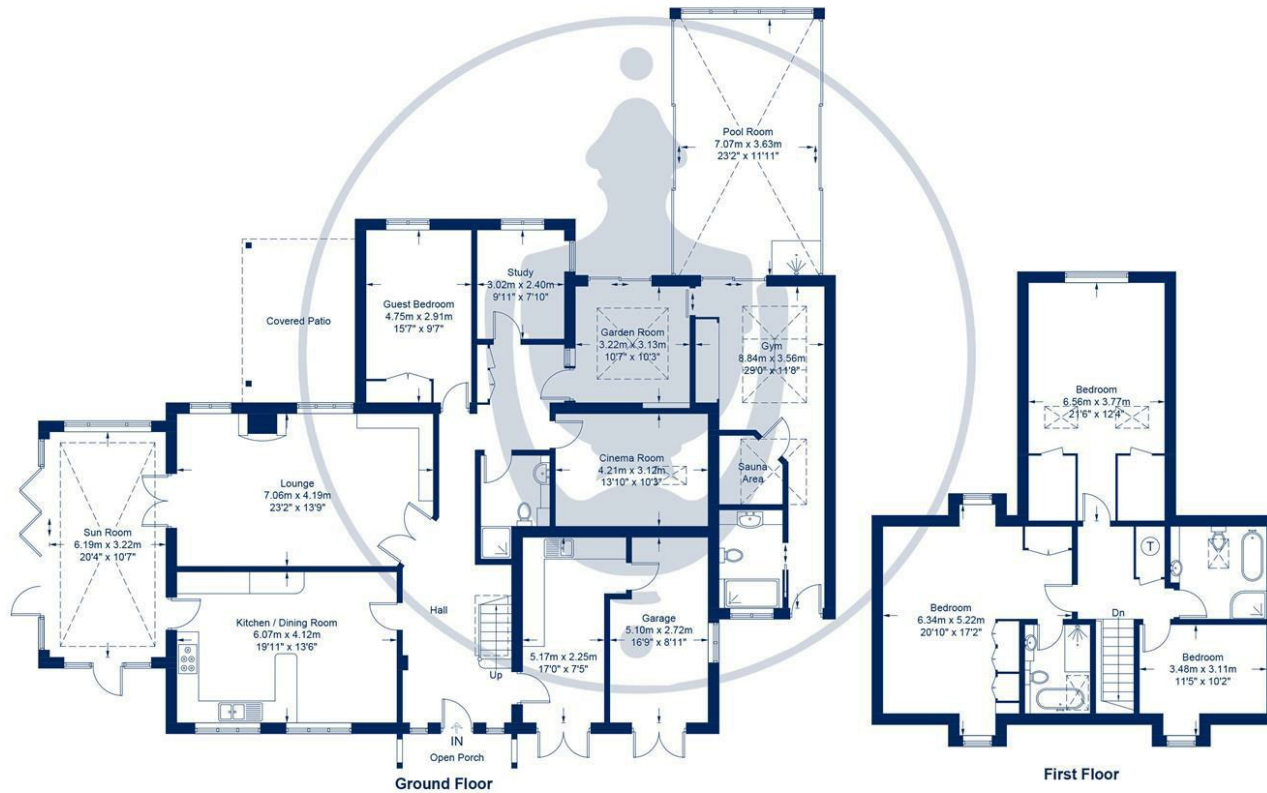 Pool Room
7.07m x 3.63m
23'2" x 11'11"
Study
3.02m x 2.40m
9'11" x 7'10"
Guest Bedroom
4.75m x 2.91m
15'7" x 9'7"
Covered Patio
Garden Room
3.22m x 3.13m
10'7" x 10'3"
Gym
8.84m x 3.56m
29'0" x 11'8"
Cinema Room
4.21m x 3.12m
13'10" x 10'3"
Sauna
Area
Lounge
7.06m x 4.19m
23'2" x 13'9"
Sun Room
6.19m x 3.22m
20'4" x 10'7"
Kitchen / Dining Room
6.07m x 4.12m
19'11" x 13'6"
Hall
Up
5.17m x 2.25m
17'0" x 7'5"
Garage
5.10m x 2.72m
16'9" x 8'11"
IN
Open Porch
Ground Floor
Bedroom
6.56m x 3.77m
21'6" x 12'4"
T
Dn
Bedroom
6.34m x 5.22m
20'10" x 17'2"
Bedroom
3.48m x 3.11m
11'5" x 10'2"
First Floor